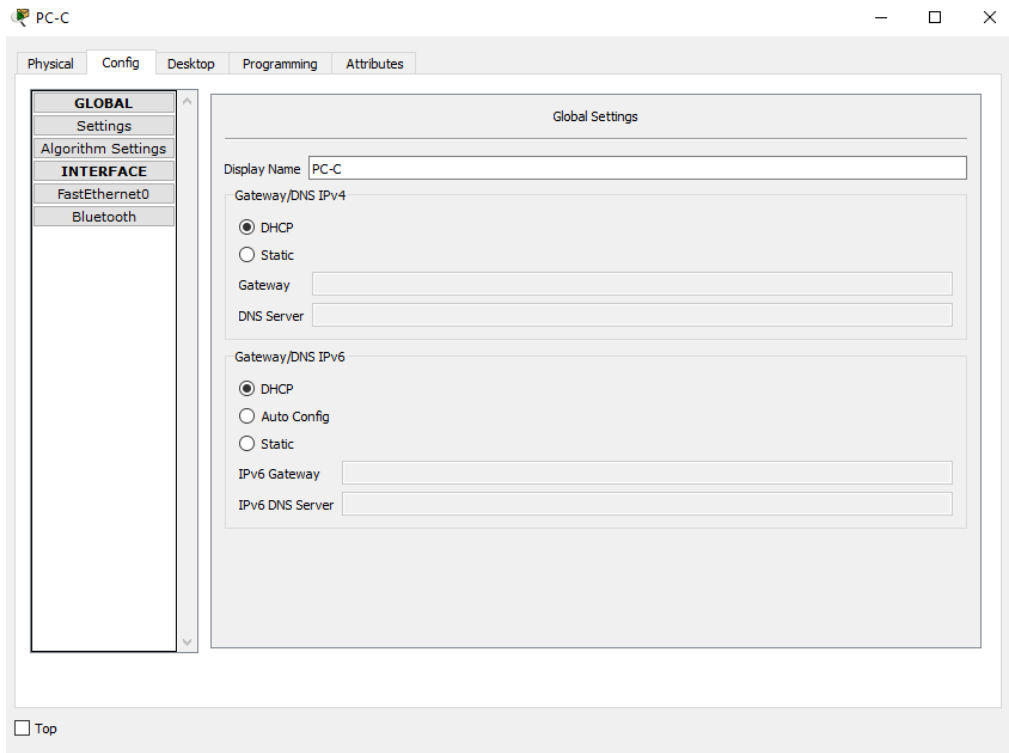 PC-C
Physical Config Desktop Programming Attributes
GLOBAL
Settings
Algorithm Settings
INTERFACE
FastEthernet0
Bluetooth
Global Settings
Display Name PC-C
Gateway/DNS IPv4
DHCP
Static
Gateway
DNS Server
Gateway/DNS IPv6
DHCP
Auto Config
Static
IPv6 Gateway
IPv6 DNS Server
Top